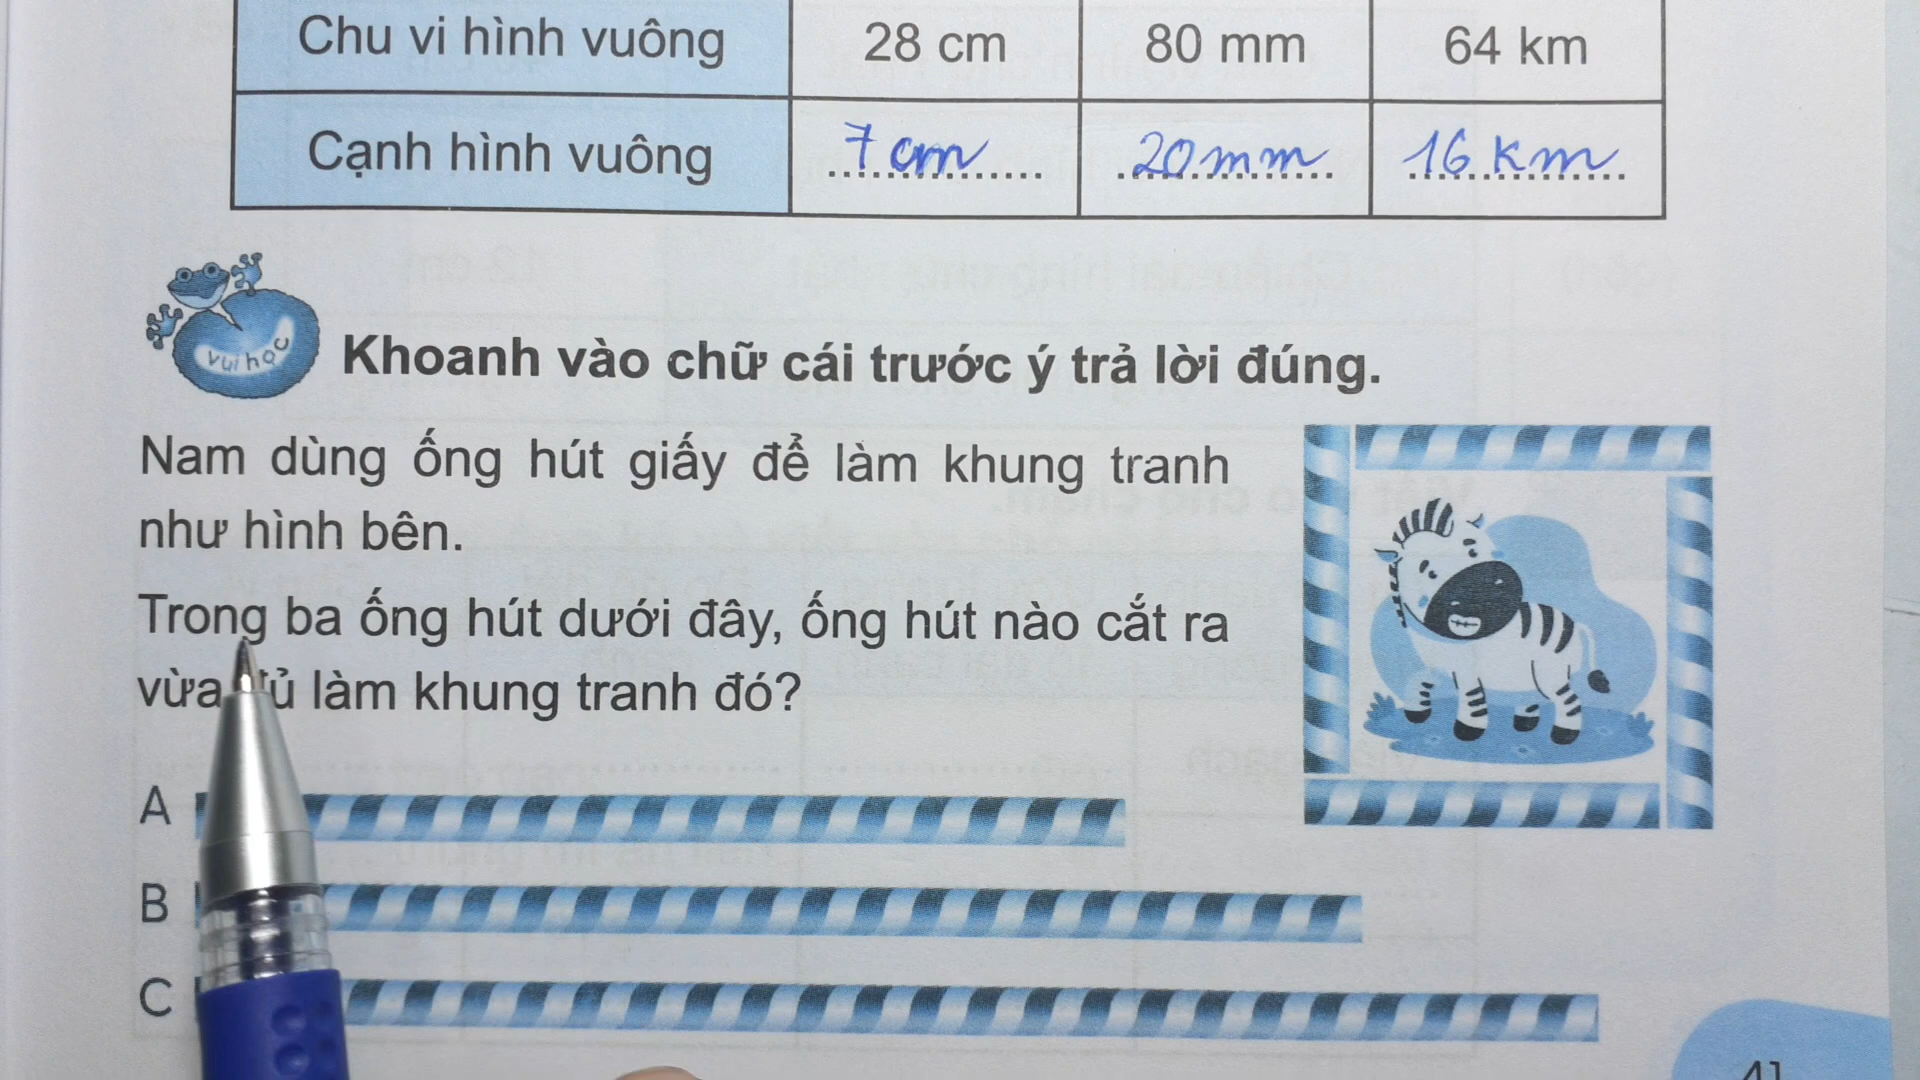 Chu vi hình vuông 28 cm 80 mm 64 km
Cạnh hình vuông 7 cm 20 mm 16 km
vui học
Khoanh vào chữ cái trước ý trả lời đúng.
Nam dùng ống hút giấy để làm khung tranh
như hình bên.
Trong ba ống hút dưới đây, ống hút nào cắt ra
vừa làm khung tranh đó?
A
B
C
41